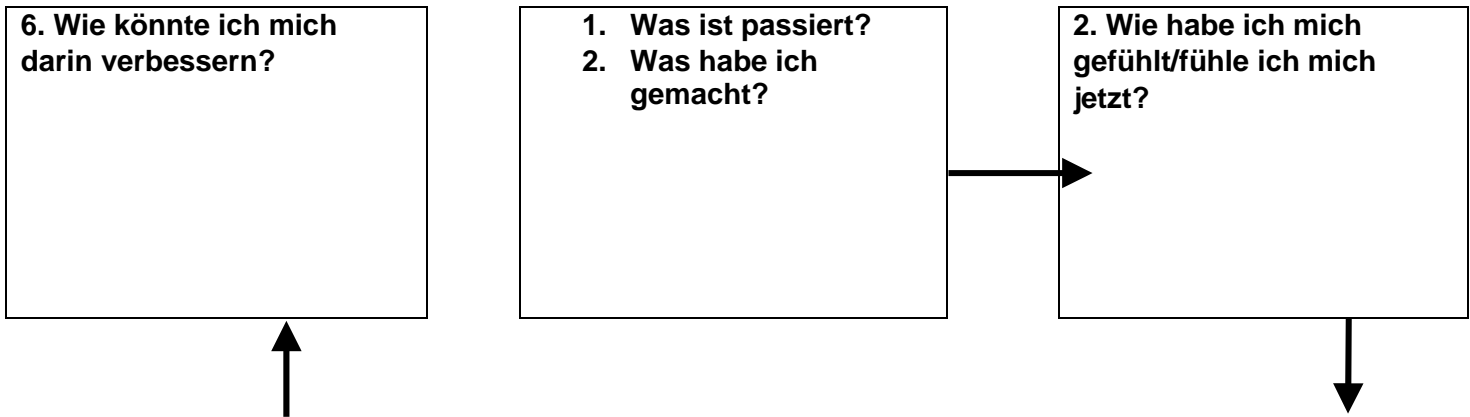 6. Wie könnte ich mich
darin verbessern?
1. Was ist passiert?
2. Was habe ich
gemacht?
2. Wie habe ich mich
gefühlt/fühle ich mich
jetzt?